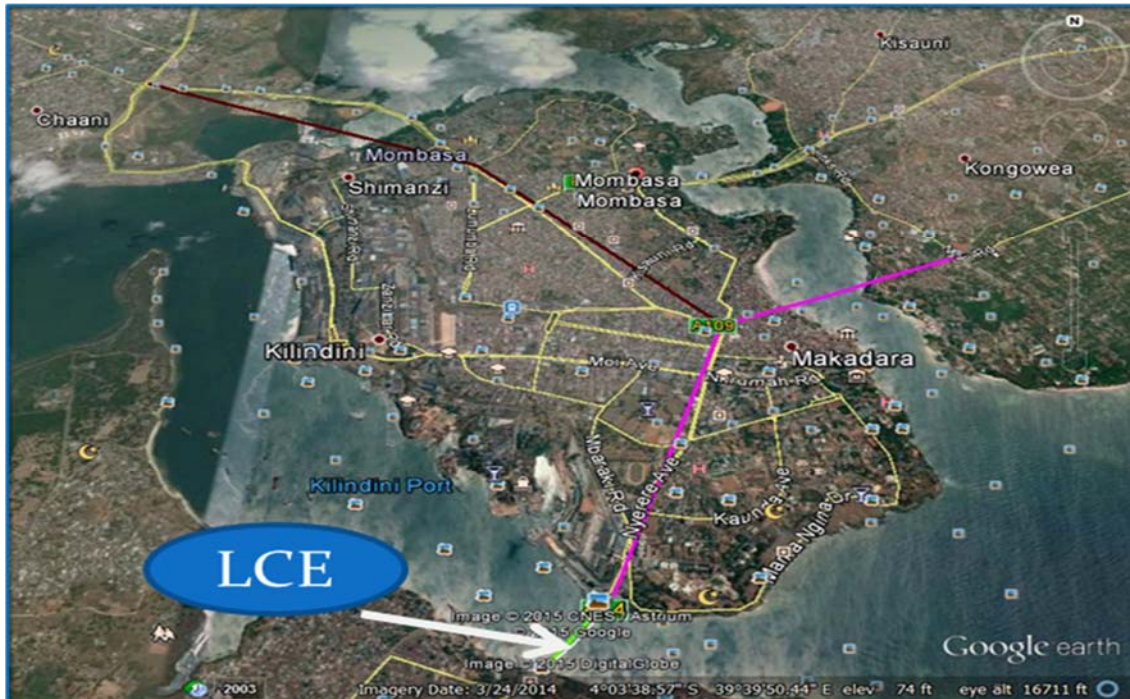 N
Kisauni
Chaani
Mombasa
Kongowea
Shimanzi
Mombasa
Mombasa
A109
Kilindini
Makadara
Moi Ave
Nkrumah Rd
Mbaraki Rd
Nyerere Ave
Kaunda Ave
Mama Ngina Dr
Kilindini Port
LCE
4
Image © 2015 CNES / Astrium
© 2015 Google
Image © 2015 DigitalGlobe
Google earth
2003
Imagery Date: 3/24/2014 4°03'38.57" S 39°39'50.44" E elev 74 ft eye alt 16711 ft